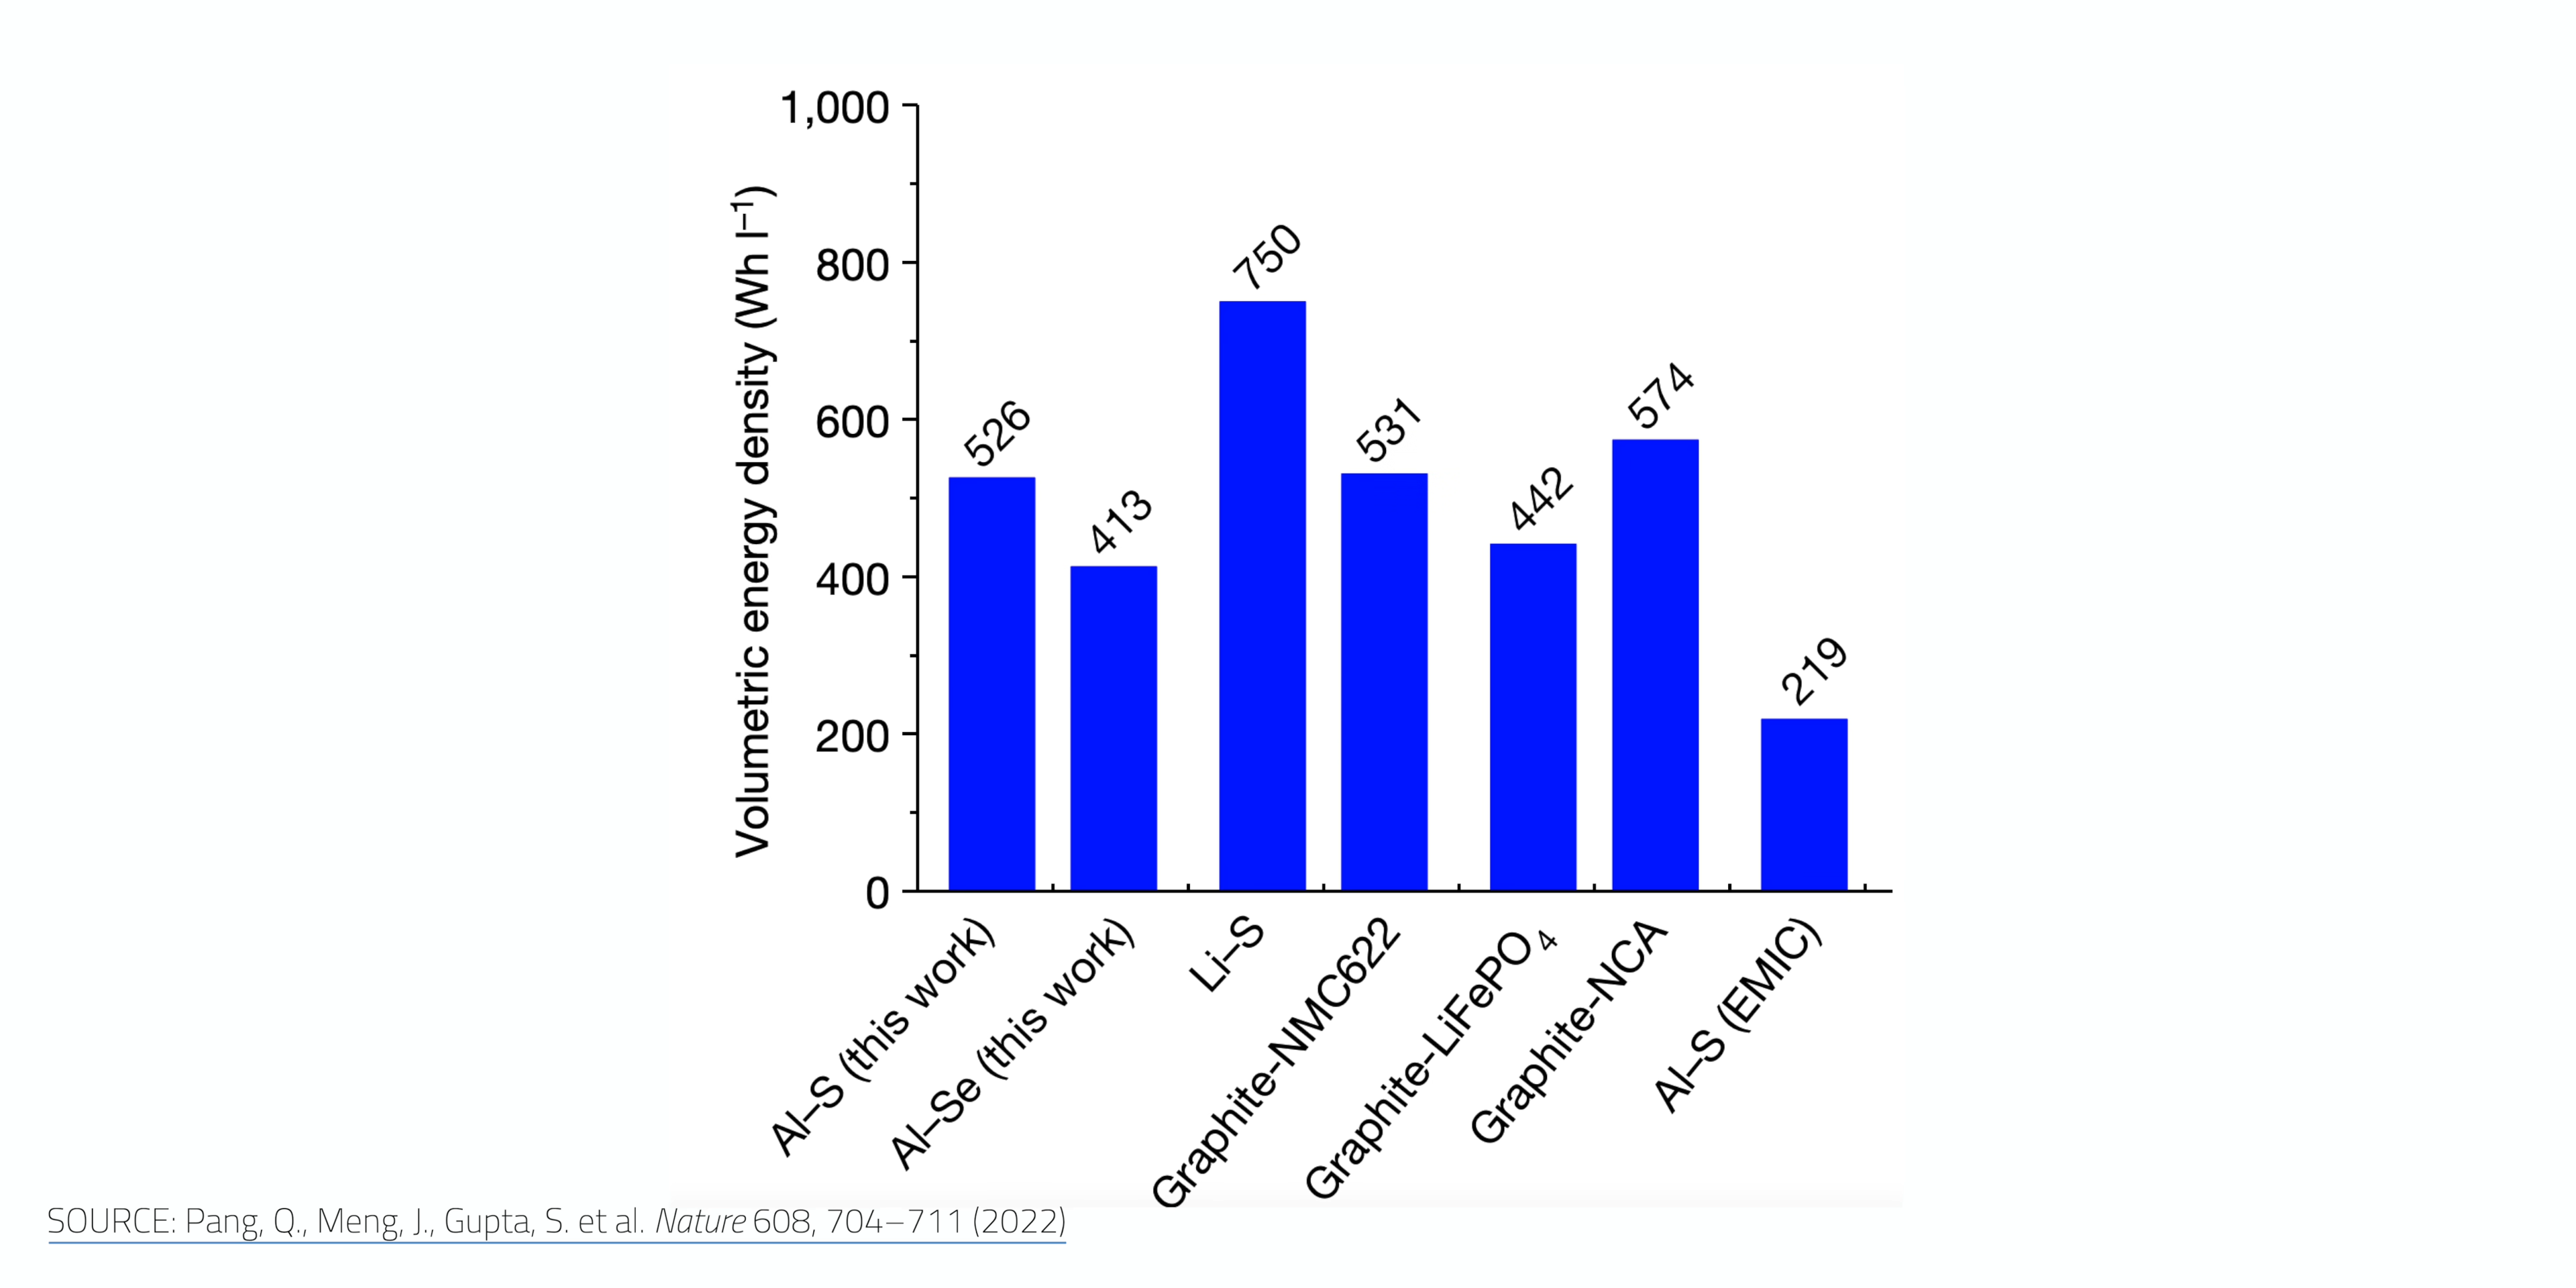 Volumetric energy density (Wh l⁻¹)
1,000
800
600
400
200
0
526
413
750
531
442
574
219
Al–S (this work)
Al–Se (this work)
Li–S
Graphite-NMC622
Graphite-LiFePO₄
Graphite-NCA
Al–S (EMIC)
SOURCE: Pang, Q., Meng, J., Gupta, S. et al. Nature 608, 704–711 (2022)